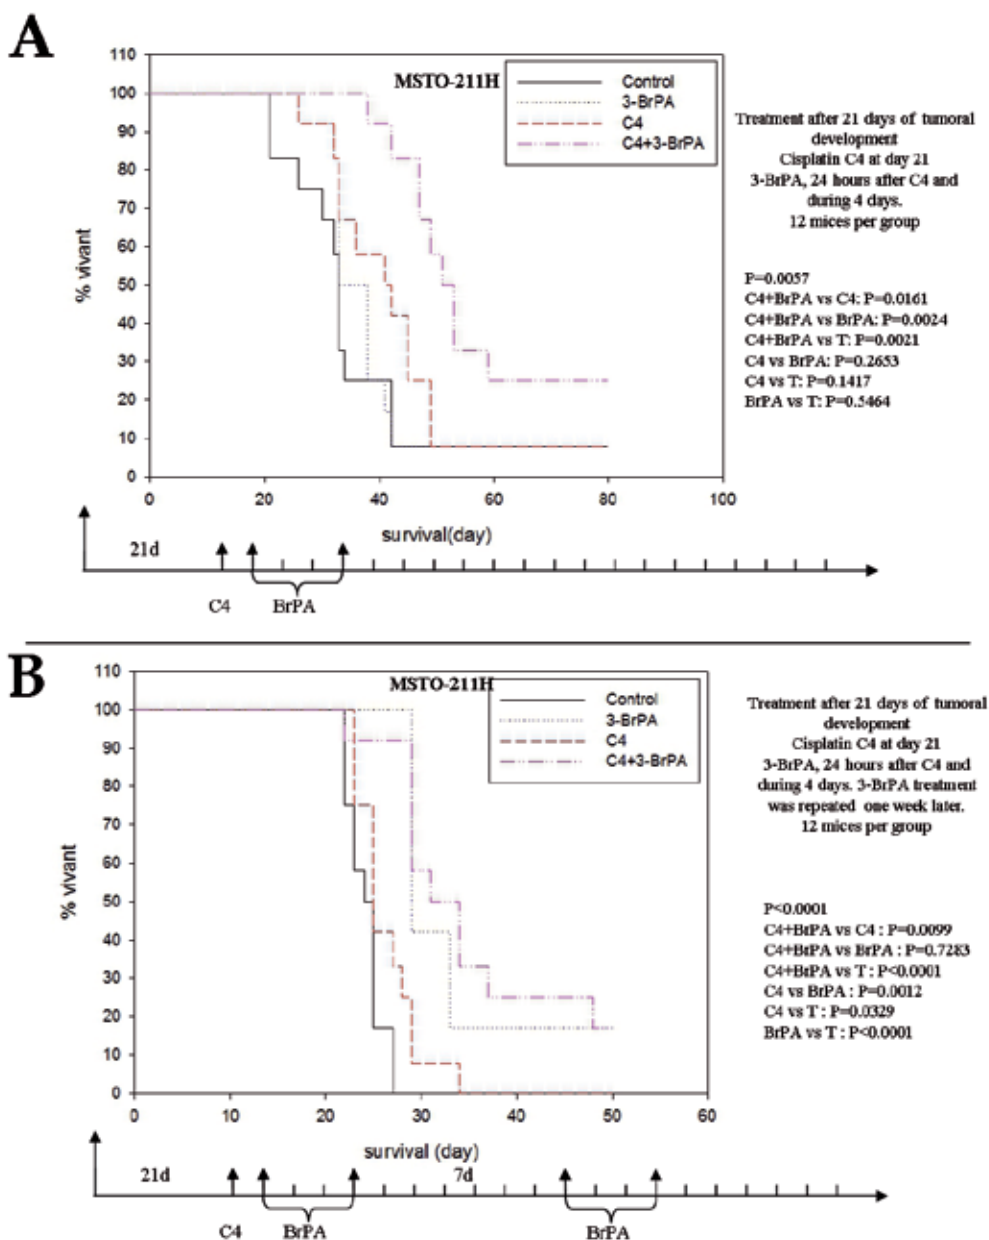 A
MSTO-211H
Control
3-BrPA
C4
C4+3-BrPA
110
100
90
80
70
60
50
40
30
20
10
0
% vivant
0 20 40 60 80 100
survival(day)
Treatment after 21 days of tumoral
development
Cisplatin C4 at day 21
3-BrPA, 24 hours after C4 and
during 4 days.
12 mices per group
P=0.0057
C4+BrPA vs C4: P=0.0161
C4+BrPA vs BrPA: P=0.0024
C4+BrPA vs T: P=0.0021
C4 vs BrPA: P=0.2653
C4 vs T: P=0.1417
BrPA vs T: P=0.5464
21d
C4 BrPA
B
MSTO-211H
Control
3-BrPA
C4
C4+3-BrPA
110
100
90
80
70
60
50
40
30
20
10
0
% vivant
0 10 20 30 40 50 60
survival (day)
Treatment after 21 days of tumoral
development
Cisplatin C4 at day 21
3-BrPA, 24 hours after C4 and
during 4 days. 3-BrPA treatment
was repeated one week later.
12 mices per group
P<0.0001
C4+BrPA vs C4 : P=0.0099
C4+BrPA vs BrPA : P=0.7283
C4+BrPA vs T : P<0.0001
C4 vs BrPA : P=0.0012
C4 vs T : P=0.0329
BrPA vs T : P<0.0001
21d 7d
C4 BrPA BrPA